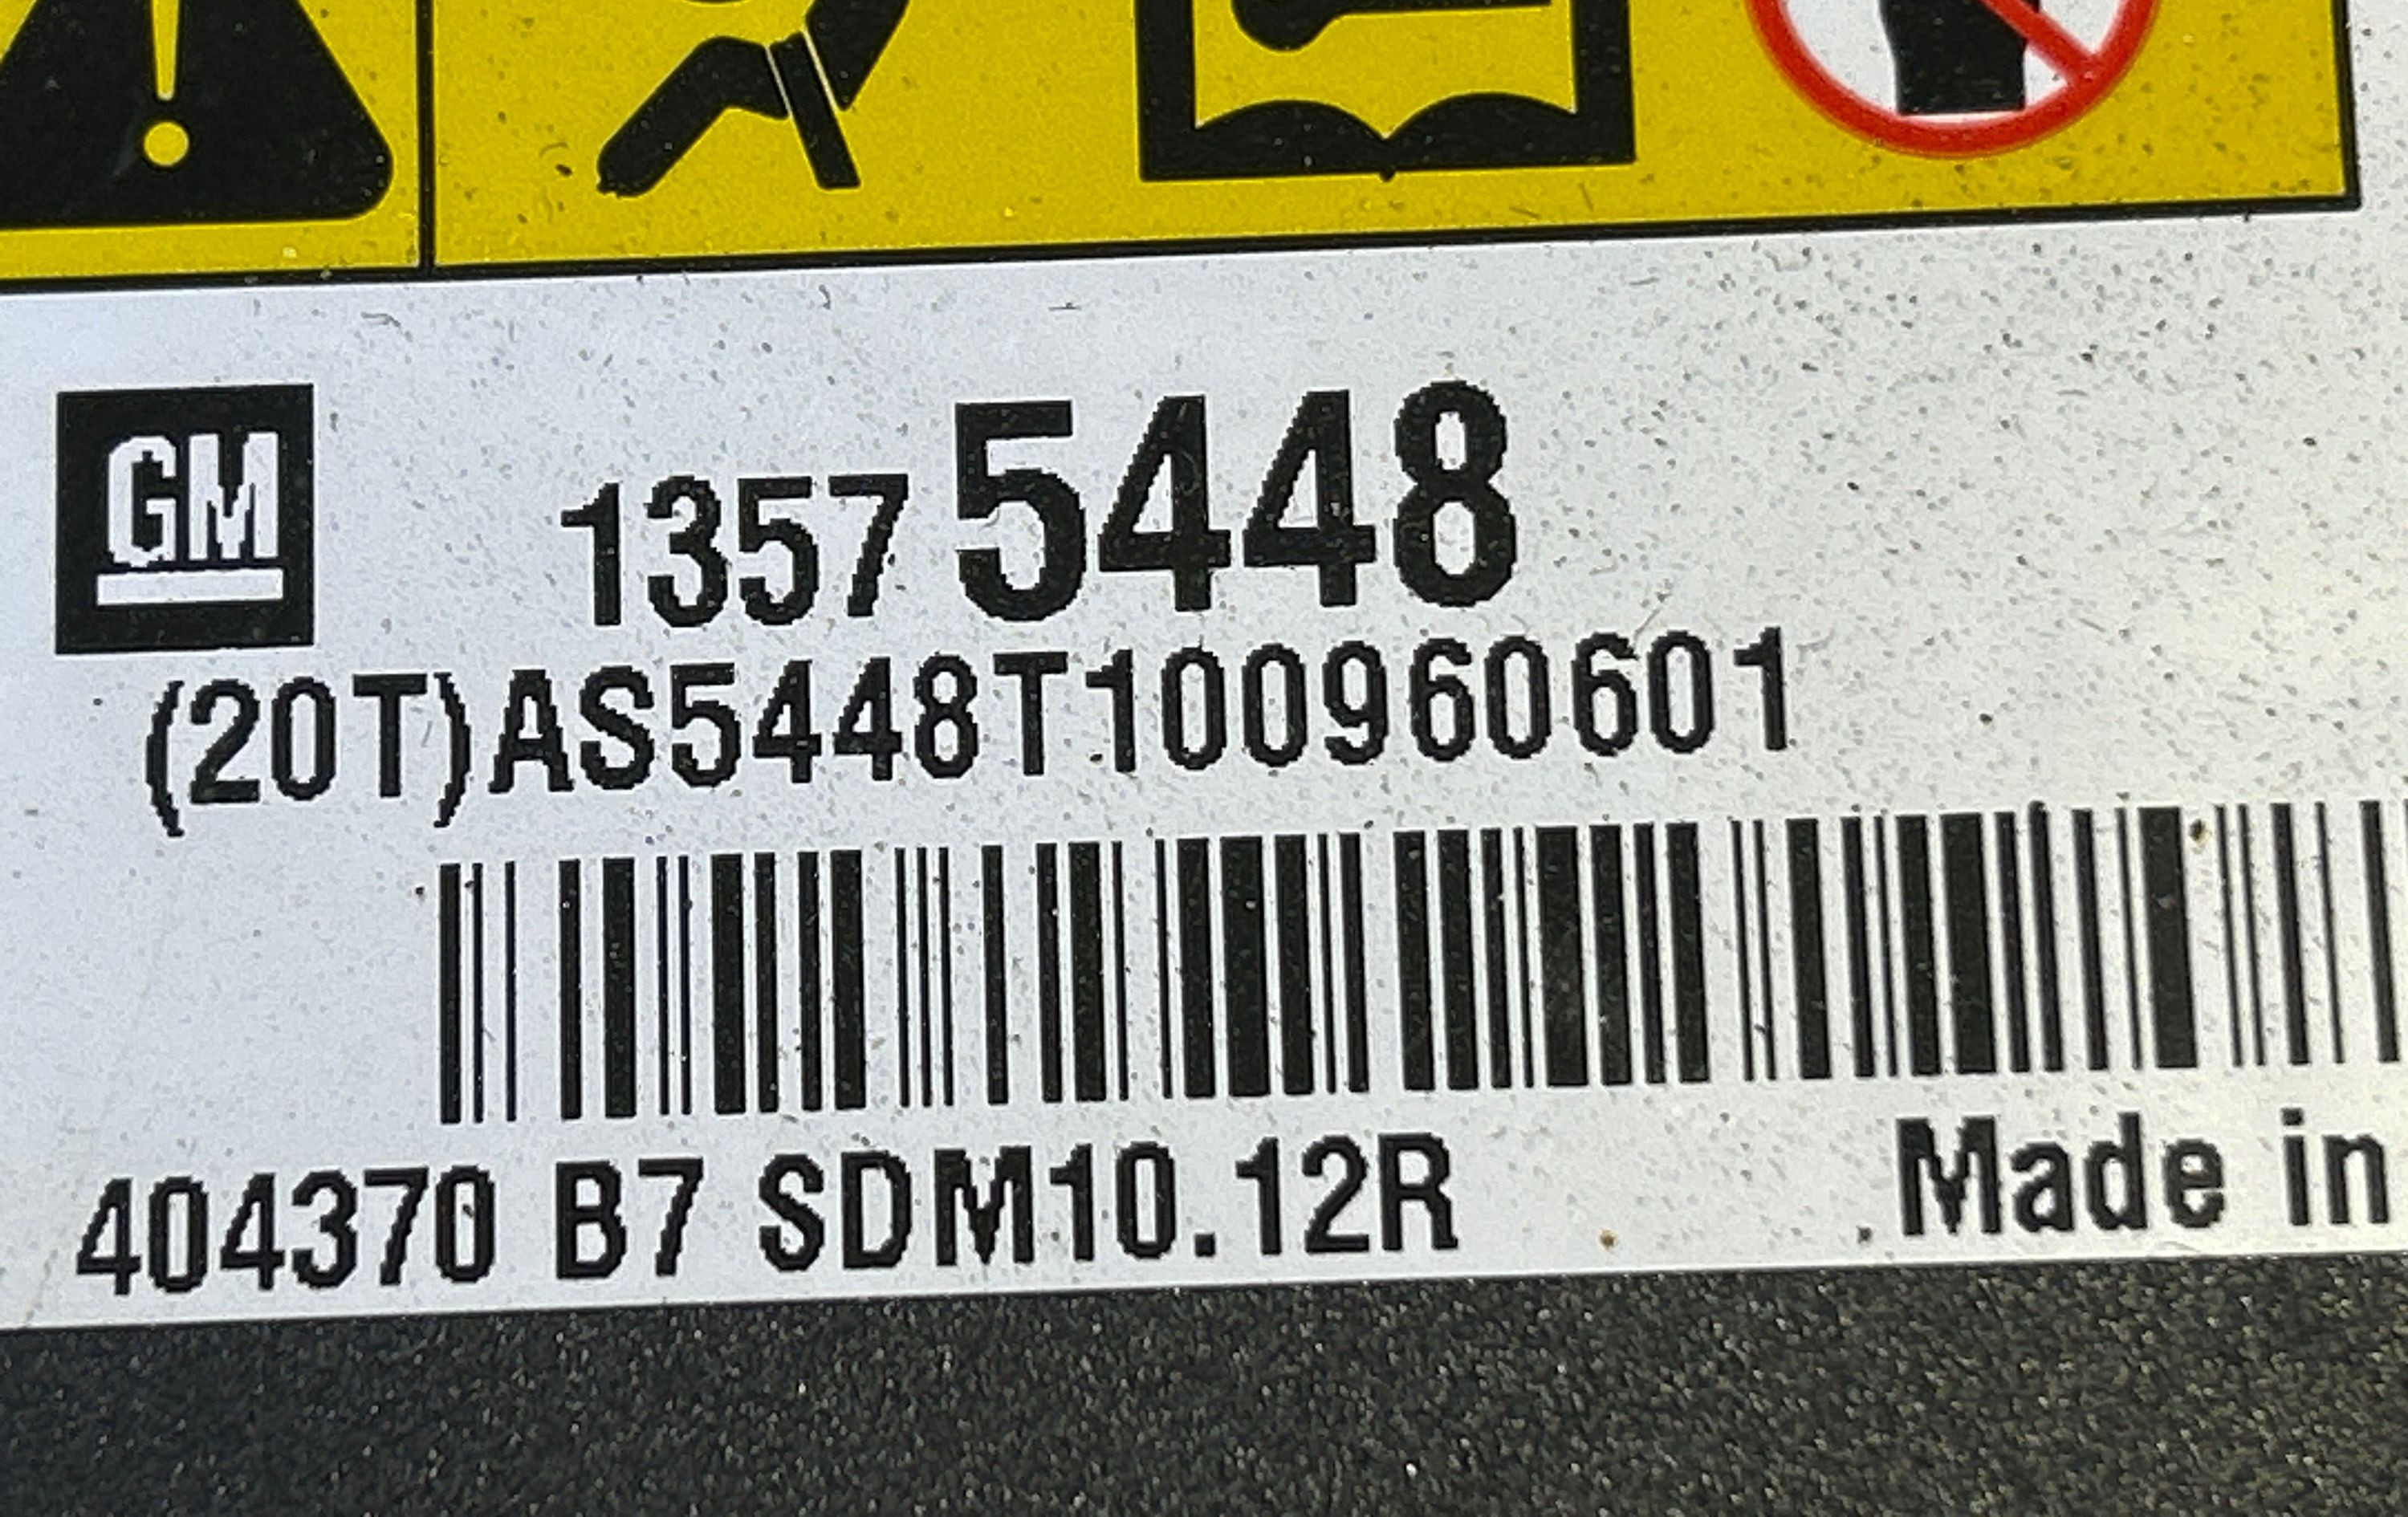 GM
13575448
(20T)AS5448T100960601
404370 B7 SDM10.12R Made in